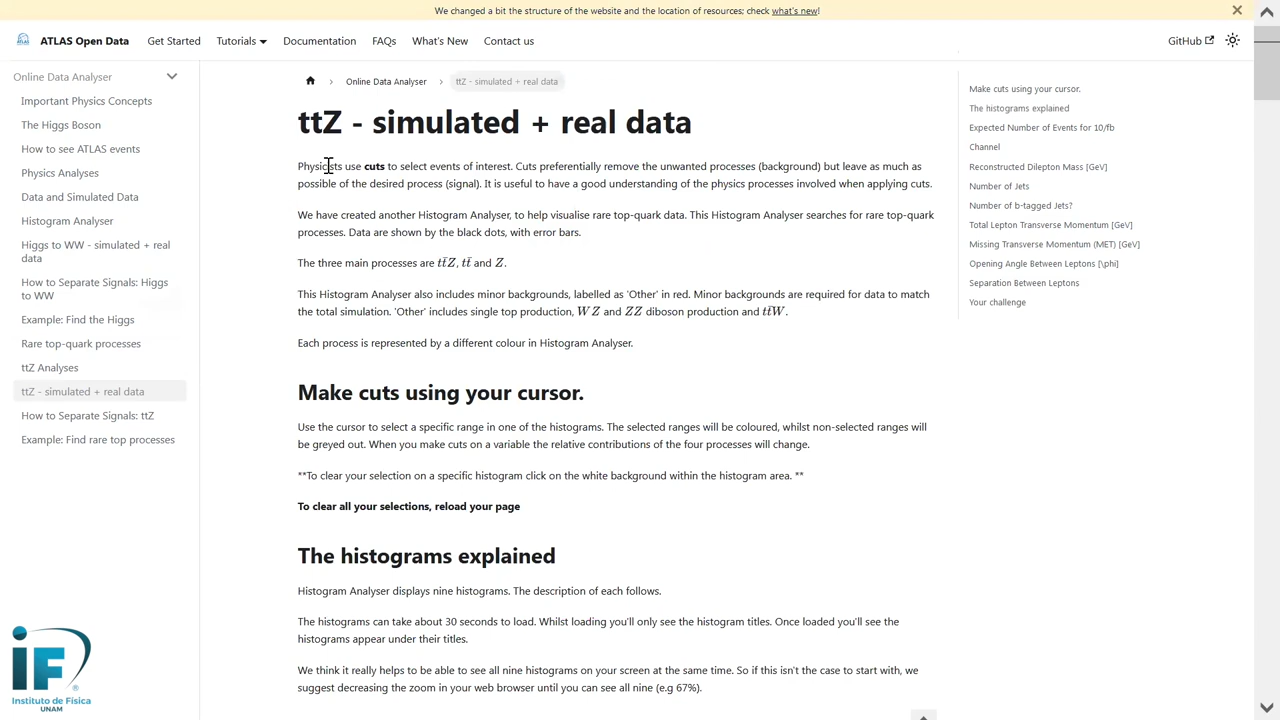 We changed a bit the structure of the website and the location of resources; check what's new!
ATLAS Open Data
Get Started
Tutorials
Documentation
FAQs
What's New
Contact us
GitHub
Online Data Analyser
Important Physics Concepts
The Higgs Boson
How to see ATLAS events
Physics Analyses
Data and Simulated Data
Histogram Analyser
Higgs to WW - simulated + real
data
How to Separate Signals: Higgs
to WW
Example: Find the Higgs
Rare top-quark processes
ttZ Analyses
ttZ - simulated + real data
How to Separate Signals: ttZ
Example: Find rare top processes
Online Data Analyser
ttZ - simulated + real data
ttZ - simulated + real data
Physicists use cuts to select events of interest. Cuts preferentially remove the unwanted processes (background) but leave as much as
possible of the desired process (signal). It is useful to have a good understanding of the physics processes involved when applying cuts.
We have created another Histogram Analyser, to help visualise rare top-quark data. This Histogram Analyser searches for rare top-quark
processes. Data are shown by the black dots, with error bars.
The three main processes are tt̄Z, tt̄ and Z.
This Histogram Analyser also includes minor backgrounds, labelled as 'Other' in red. Minor backgrounds are required for data to match
the total simulation. 'Other' includes single top production, WZ and ZZ diboson production and tt̄W.
Each process is represented by a different colour in Histogram Analyser.
Make cuts using your cursor.
Use the cursor to select a specific range in one of the histograms. The selected ranges will be coloured, whilst non-selected ranges will
be greyed out. When you make cuts on a variable the relative contributions of the four processes will change.
**To clear your selection on a specific histogram click on the white background within the histogram area. **
To clear all your selections, reload your page
The histograms explained
Histogram Analyser displays nine histograms. The description of each follows.
The histograms can take about 30 seconds to load. Whilst loading you'll only see the histogram titles. Once loaded you'll see the
histograms appear under their titles.
We think it really helps to be able to see all nine histograms on your screen at the same time. So if this isn't the case to start with, we
suggest decreasing the zoom in your web browser until you can see all nine (e.g 67%).
Make cuts using your cursor.
The histograms explained
Expected Number of Events for 10/fb
Channel
Reconstructed Dilepton Mass [GeV]
Number of Jets
Number of b-tagged Jets?
Total Lepton Transverse Momentum [GeV]
Missing Transverse Momentum (MET) [GeV]
Opening Angle Between Leptons [\phi]
Separation Between Leptons
Your challenge
iF
Instituto de Física
UNAM